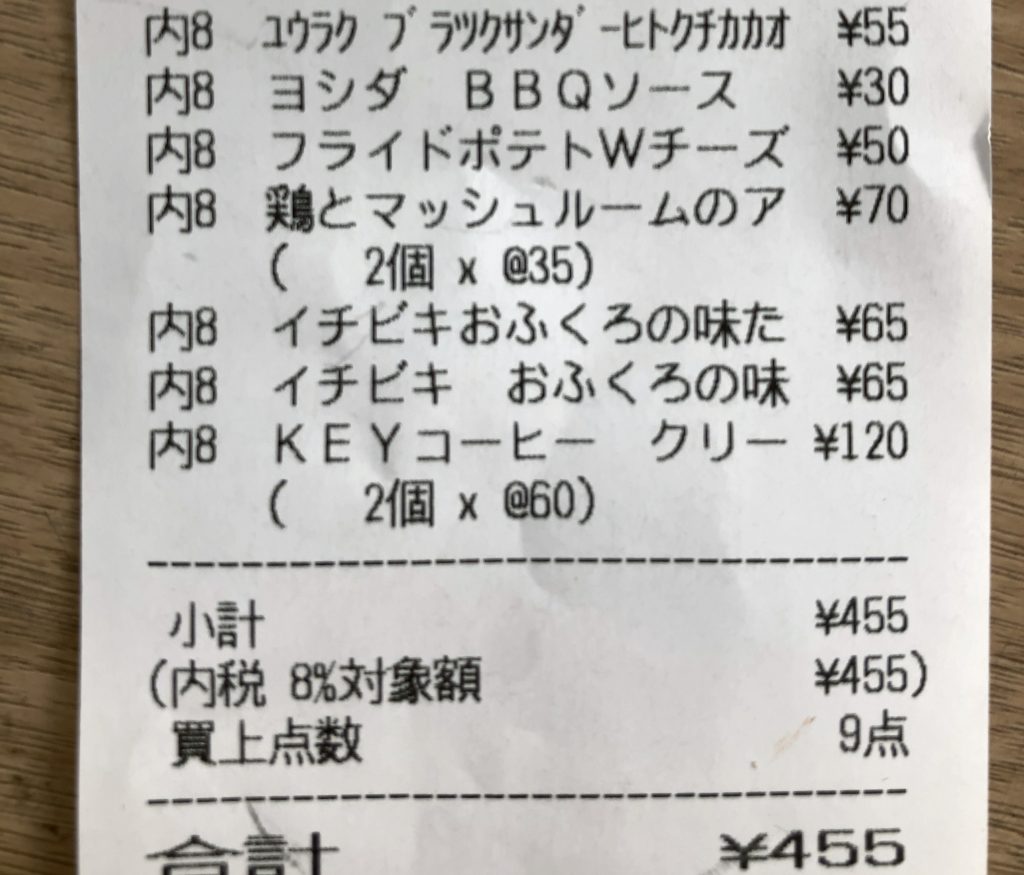 内8 ﾕｳﾗｸ ﾌﾞﾗﾂｸｻﾝﾀﾞｰﾋﾄｸﾁｶｶｵ ¥55
内8 ヨシダ　ＢＢＱソース ¥30
内8 フライドポテトＷチーズ ¥50
内8 鶏とマッシュルームのア ¥70
( 2個 x @35)
内8 イチビキおふくろの味た ¥65
内8 イチビキ　おふくろの味 ¥65
内8 ＫＥＹコーヒー　クリー ¥120
( 2個 x @60)
小計 ¥455
(内税 8%対象額 ¥455)
買上点数 9点
合計 ¥455